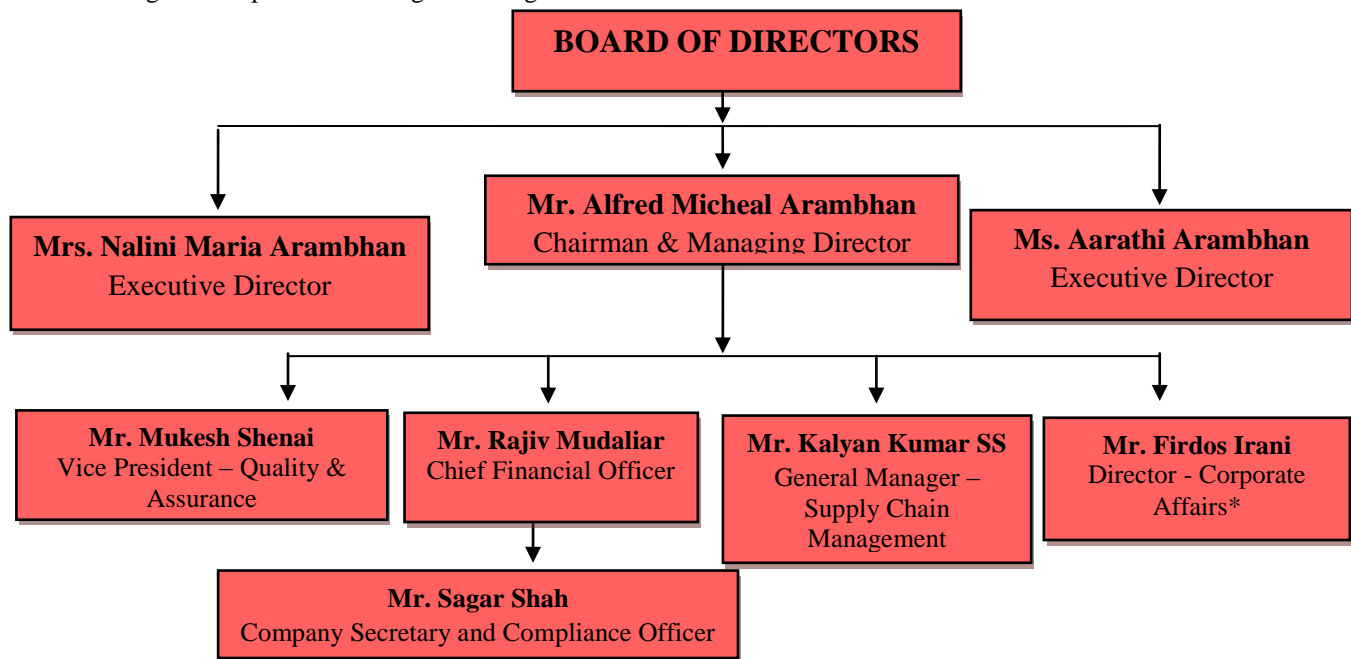 BOARD OF DIRECTORS
Mrs. Nalini Maria Arambhan
Executive Director
Mr. Alfred Micheal Arambhan
Chairman & Managing Director
Ms. Aarathi Arambhan
Executive Director
Mr. Mukesh Shenai
Vice President – Quality &
Assurance
Mr. Rajiv Mudaliar
Chief Financial Officer
Mr. Kalyan Kumar SS
General Manager –
Supply Chain
Management
Mr. Firdos Irani
Director - Corporate
Affairs*
Mr. Sagar Shah
Company Secretary and Compliance Officer